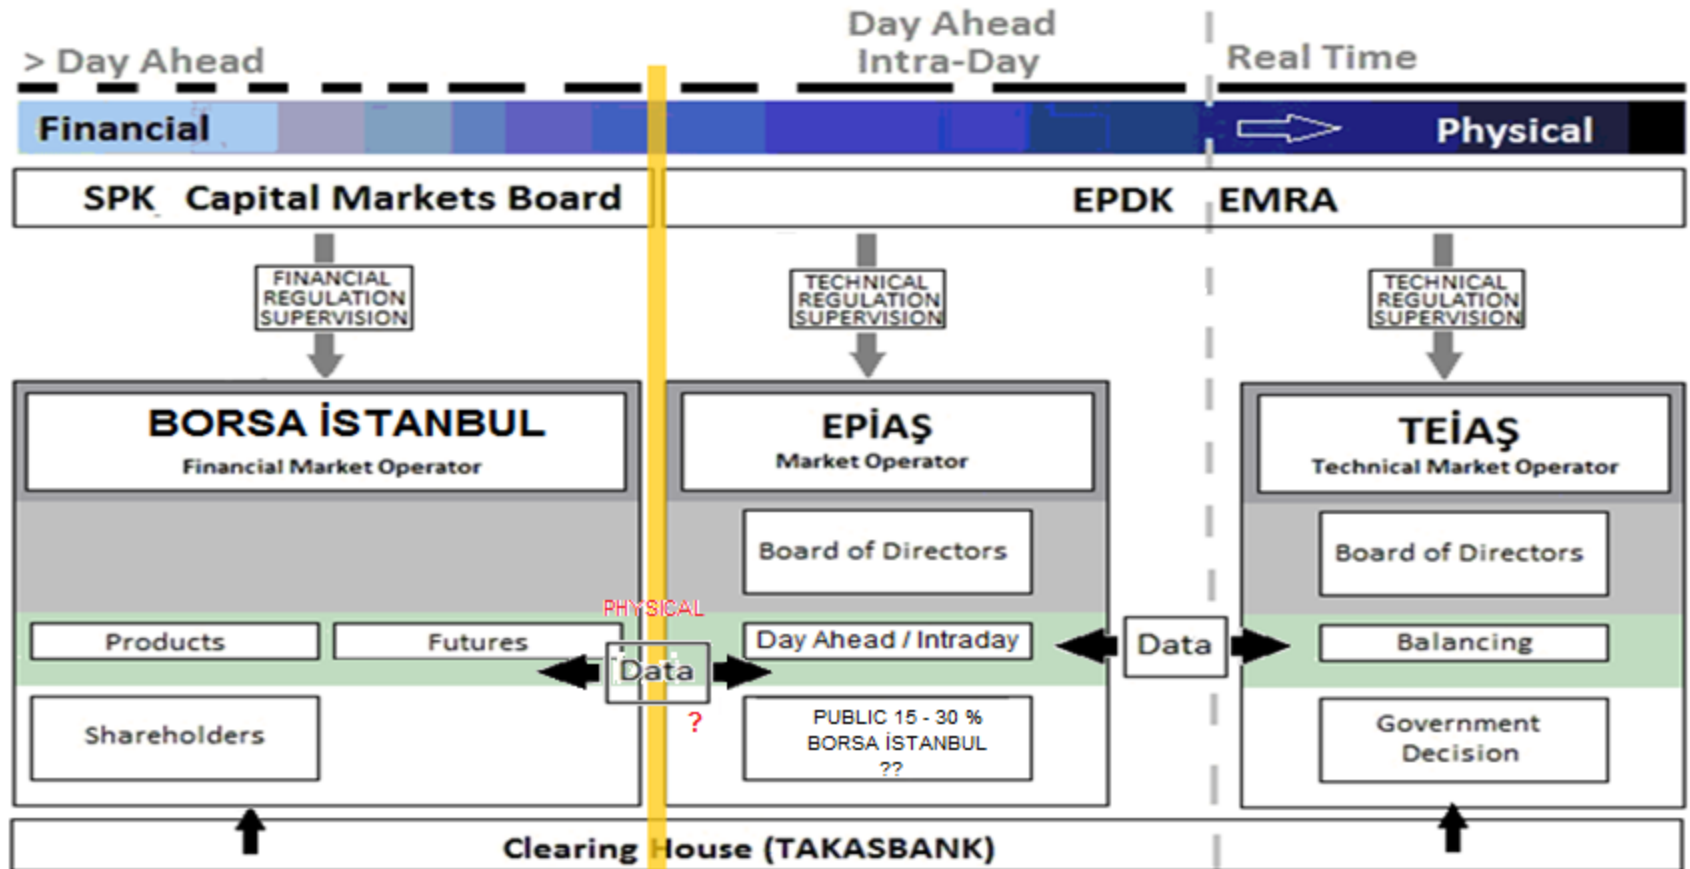 Day Ahead
> Day Ahead
Intra-Day
Real Time
Financial
Physical
SPK Capital Markets Board
EPDK EMRA
FINANCIAL
REGULATION
SUPERVISION
TECHNICAL
REGULATION
SUPERVISION
TECHNICAL
REGULATION
SUPERVISION
BORSA İSTANBUL
Financial Market Operator
EPİAŞ
Market Operator
TEİAŞ
Technical Market Operator
Board of Directors
Board of Directors
PHYSICAL
Products
Futures
Data
Day Ahead / Intraday
Data
Balancing
Shareholders
?
PUBLIC 15 - 30 %
BORSA İSTANBUL
??
Government
Decision
Clearing House (TAKASBANK)